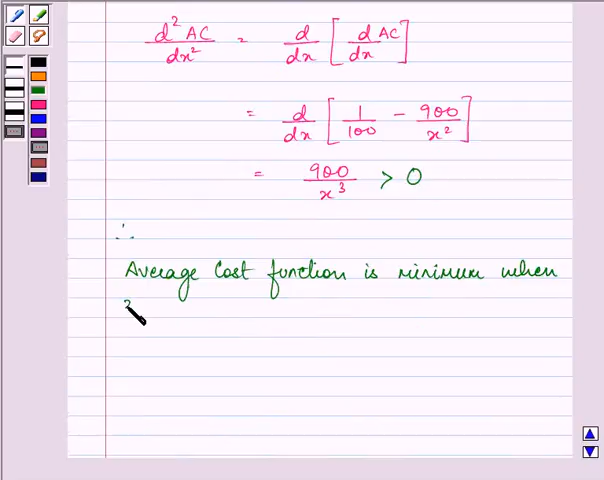 d²AC/dx² = d/dx [ dAC/dx ]
= d/dx [ 1/100 - 900/x² ]
= 900/x³ > 0
∴
Average Cost function is minimum when